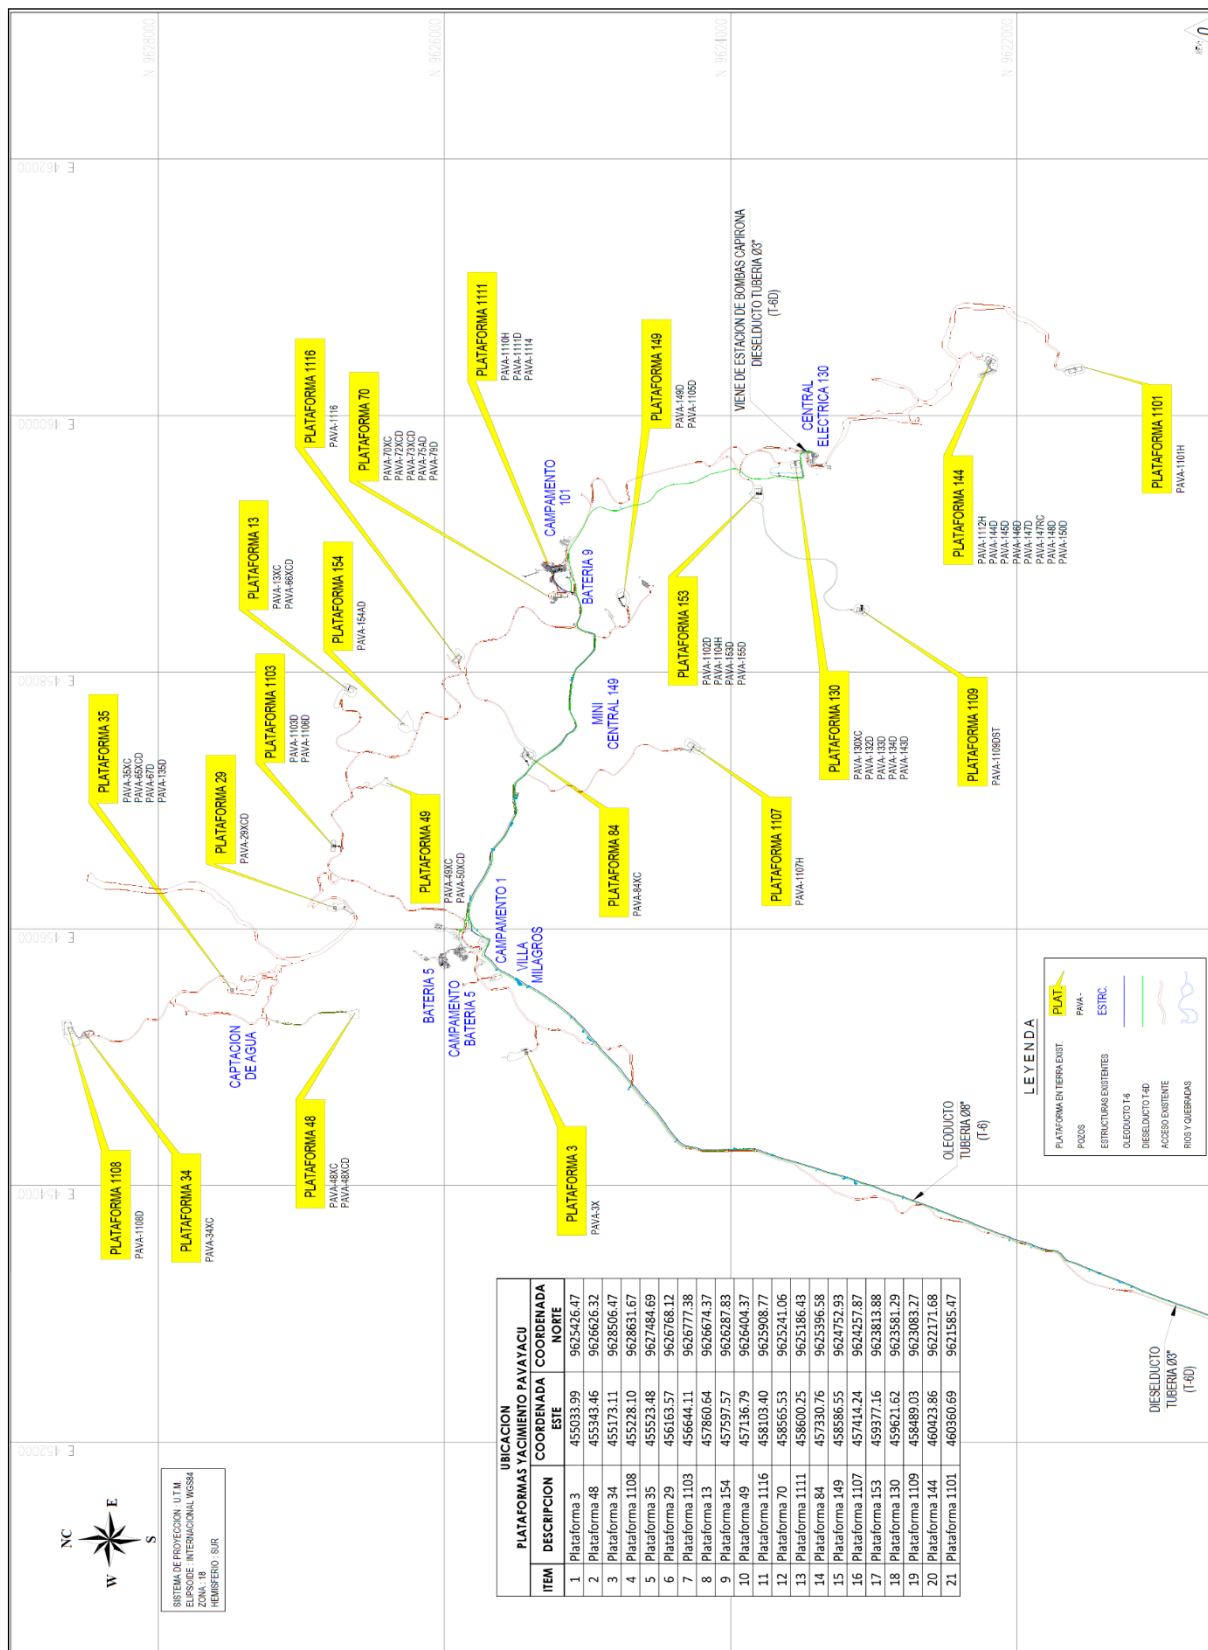 NC
W
E
S
SISTEMA DE PROYECCION : U.T.M.
ELIPSOIDE : INTERNACIONAL WGS84
ZONA : 18
HEMISFERIO : SUR
E 452000
E 454000
E 456000
E 458000
E 460000
E 462000
N 9628000
N 9626000
N 9624000
N 9622000
PLATAFORMA 1108
PAVA-1108D
PLATAFORMA 34
PAVA-34XC
PLATAFORMA 48
PAVA-48XC
PAVA-48XCD
CAPTACION
DE AGUA
PLATAFORMA 35
PAVA-35XC
PAVA-65XCD
PAVA-67D
PAVA-135D
PLATAFORMA 29
PAVA-29XCD
PLATAFORMA 1103
PAVA-1103D
PAVA-1106D
PLATAFORMA 13
PAVA-13XC
PAVA-66XCD
PLATAFORMA 154
PAVA-154AD
PLATAFORMA 49
PAVA-49XC
PAVA-50XCD
PLATAFORMA 1116
PAVA-1116
PLATAFORMA 70
PAVA-70XC
PAVA-72XCD
PAVA-73XCD
PAVA-75AD
PAVA-79D
PLATAFORMA 1111
PAVA-1110H
PAVA-1111D
PAVA-1114
CAMPAMENTO
101
BATERIA 9
PLATAFORMA 149
PAVA-149D
PAVA-1105D
MINI
CENTRAL 149
BATERIA 5
CAMPAMENTO
BATERIA 5
CAMPAMENTO 1
VILLA
MILAGROS
PLATAFORMA 3
PAVA-3X
PLATAFORMA 84
PAVA-84XC
PLATAFORMA 1107
PAVA-1107H
PLATAFORMA 153
PAVA-1102D
PAVA-1104H
PAVA-153D
PAVA-155D
VIENE DE ESTACION DE BOMBAS CAPIRONA
DIESELDUCTO TUBERIA Ø3"
(T-6D)
CENTRAL
ELECTRICA 130
PLATAFORMA 130
PAVA-130XC
PAVA-132D
PAVA-133D
PAVA-134D
PAVA-143D
PLATAFORMA 1109
PAVA-1109DST
PLATAFORMA 144
PAVA-1112H
PAVA-144D
PAVA-145D
PAVA-146D
PAVA-147D
PAVA-147RC
PAVA-148D
PAVA-150D
PLATAFORMA 1101
PAVA-1101H
OLEODUCTO
TUBERIA Ø8"
(T-6)
DIESELDUCTO
TUBERIA Ø3"
(T-6D)
UBICACION
PLATAFORMAS YACIMIENTO PAVAYACU
ITEM DESCRIPCION COORDENADA ESTE COORDENADA NORTE
1 Plataforma 3 455033.99 9625426.47
2 Plataforma 48 455343.46 9626626.32
3 Plataforma 34 455173.11 9628506.47
4 Plataforma 1108 455228.10 9628631.67
5 Plataforma 35 455523.48 9627484.69
6 Plataforma 29 456163.57 9626768.12
7 Plataforma 1103 456644.11 9626777.38
8 Plataforma 13 457860.64 9626674.37
9 Plataforma 154 457597.57 9626287.83
10 Plataforma 49 457136.79 9626404.37
11 Plataforma 1116 458103.40 9625908.77
12 Plataforma 70 458565.53 9625241.06
13 Plataforma 1111 458600.25 9625186.43
14 Plataforma 84 457330.76 9625396.58
15 Plataforma 149 458586.55 9624752.93
16 Plataforma 1107 457414.24 9624257.87
17 Plataforma 153 459377.16 9623813.88
18 Plataforma 130 459621.62 9623581.29
19 Plataforma 1109 458489.03 9623083.27
20 Plataforma 144 460423.86 9622171.68
21 Plataforma 1101 460360.69 9621585.47
LEYENDA
PLATAFORMA EN TIERRA EXIST. PLAT.
POZOS PAVA -
ESTRUCTURAS EXISTENTES ESTRC.
OLEODUCTO T-6
DIESELDUCTO T-6D
ACCESO EXISTENTE
RIOS Y QUEBRADAS
REV:
0